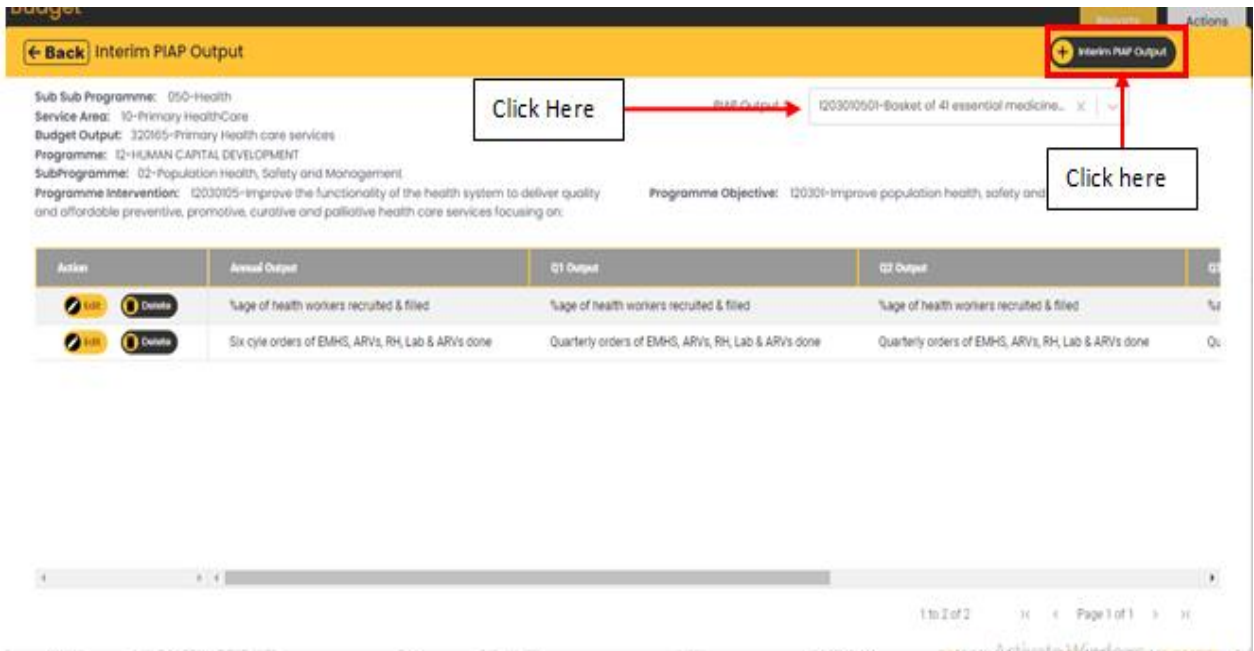 Budget
Reports
Actions
← Back Interim PIAP Output
+ Interim PIAP Output
Sub Sub Programme: 050-Health
Service Area: 10-Primary HealthCare
Budget Output: 320165-Primary Health care services
Programme: 12-HUMAN CAPITAL DEVELOPMENT
SubProgramme: 02-Population Health, Safety and Management
Programme Intervention: 12030105-Improve the functionality of the health system to deliver quality
and affordable preventive, promotive, curative and palliative health care services focusing on:
Click Here
PIAP Output
1203010501-Basket of 41 essential medicine...
Click here
Programme Objective: 120301-Improve population health, safety and
Action Annual Output Q1 Output Q2 Output Q3
Edit Delete %age of health workers recruited & filled %age of health workers recruited & filled %age of health workers recruited & filled
Edit Delete Six cyle orders of EMHS, ARVs, RH, Lab & ARVs done Quarterly orders of EMHS, ARVs, RH, Lab & ARVs done Quarterly orders of EMHS, ARVs, RH, Lab & ARVs done
1 to 2 of 2 Page 1 of 1
Activate Windows